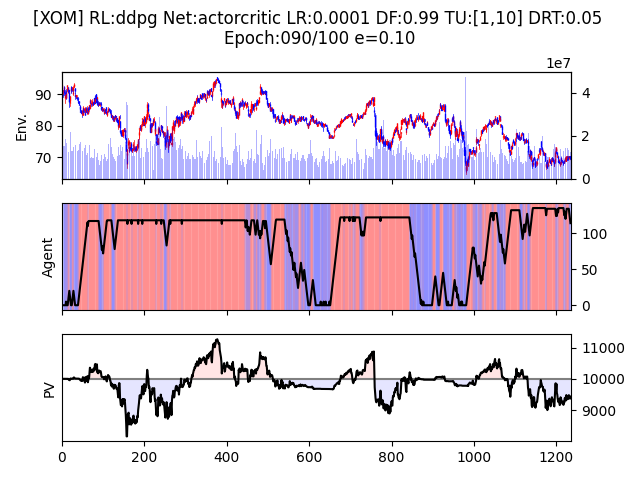 [XOM] RL:ddpg Net:actorcritic LR:0.0001 DF:0.99 TU:[1,10] DRT:0.05
Epoch:090/100 e=0.10
1e7
Env.
90
80
70
4
2
0
Agent
100
50
0
PV
11000
10000
9000
0 200 400 600 800 1000 1200